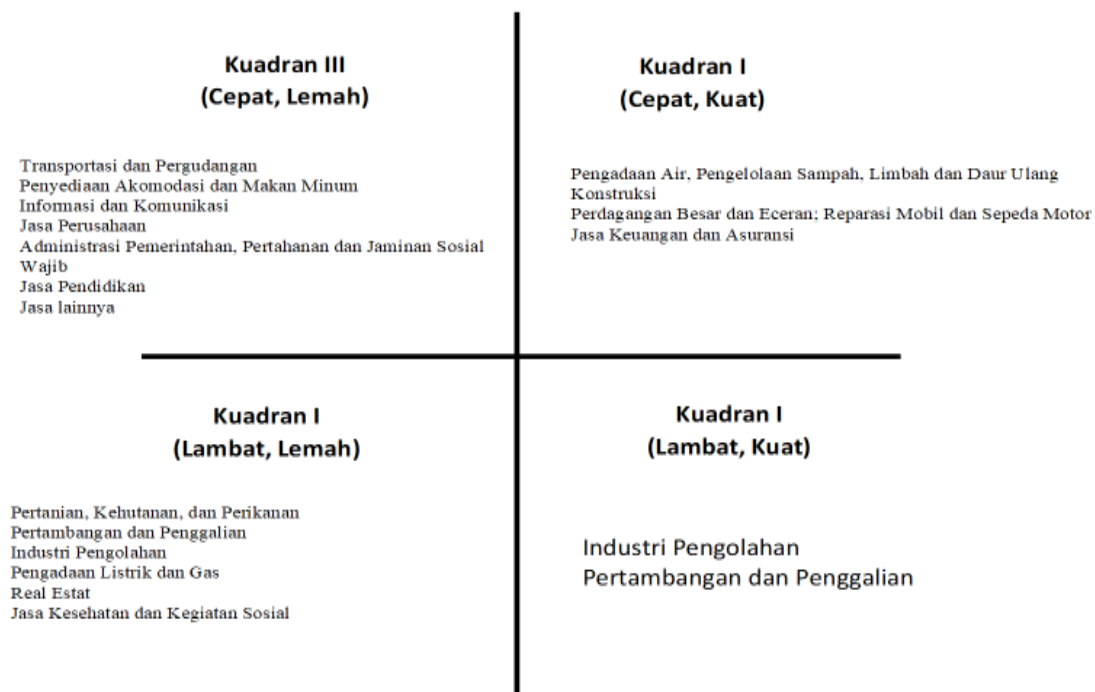 Kuadran III
(Cepat, Lemah)
Transportasi dan Pergudangan
Penyediaan Akomodasi dan Makan Minum
Informasi dan Komunikasi
Jasa Perusahaan
Administrasi Pemerintahan, Pertahanan dan Jaminan Sosial
Wajib
Jasa Pendidikan
Jasa lainnya
Kuadran I
(Cepat, Kuat)
Pengadaan Air, Pengelolaan Sampah, Limbah dan Daur Ulang
Konstruksi
Perdagangan Besar dan Eceran; Reparasi Mobil dan Sepeda Motor
Jasa Keuangan dan Asuransi
Kuadran I
(Lambat, Lemah)
Pertanian, Kehutanan, dan Perikanan
Pertambangan dan Penggalian
Industri Pengolahan
Pengadaan Listrik dan Gas
Real Estat
Jasa Kesehatan dan Kegiatan Sosial
Kuadran I
(Lambat, Kuat)
Industri Pengolahan
Pertambangan dan Penggalian